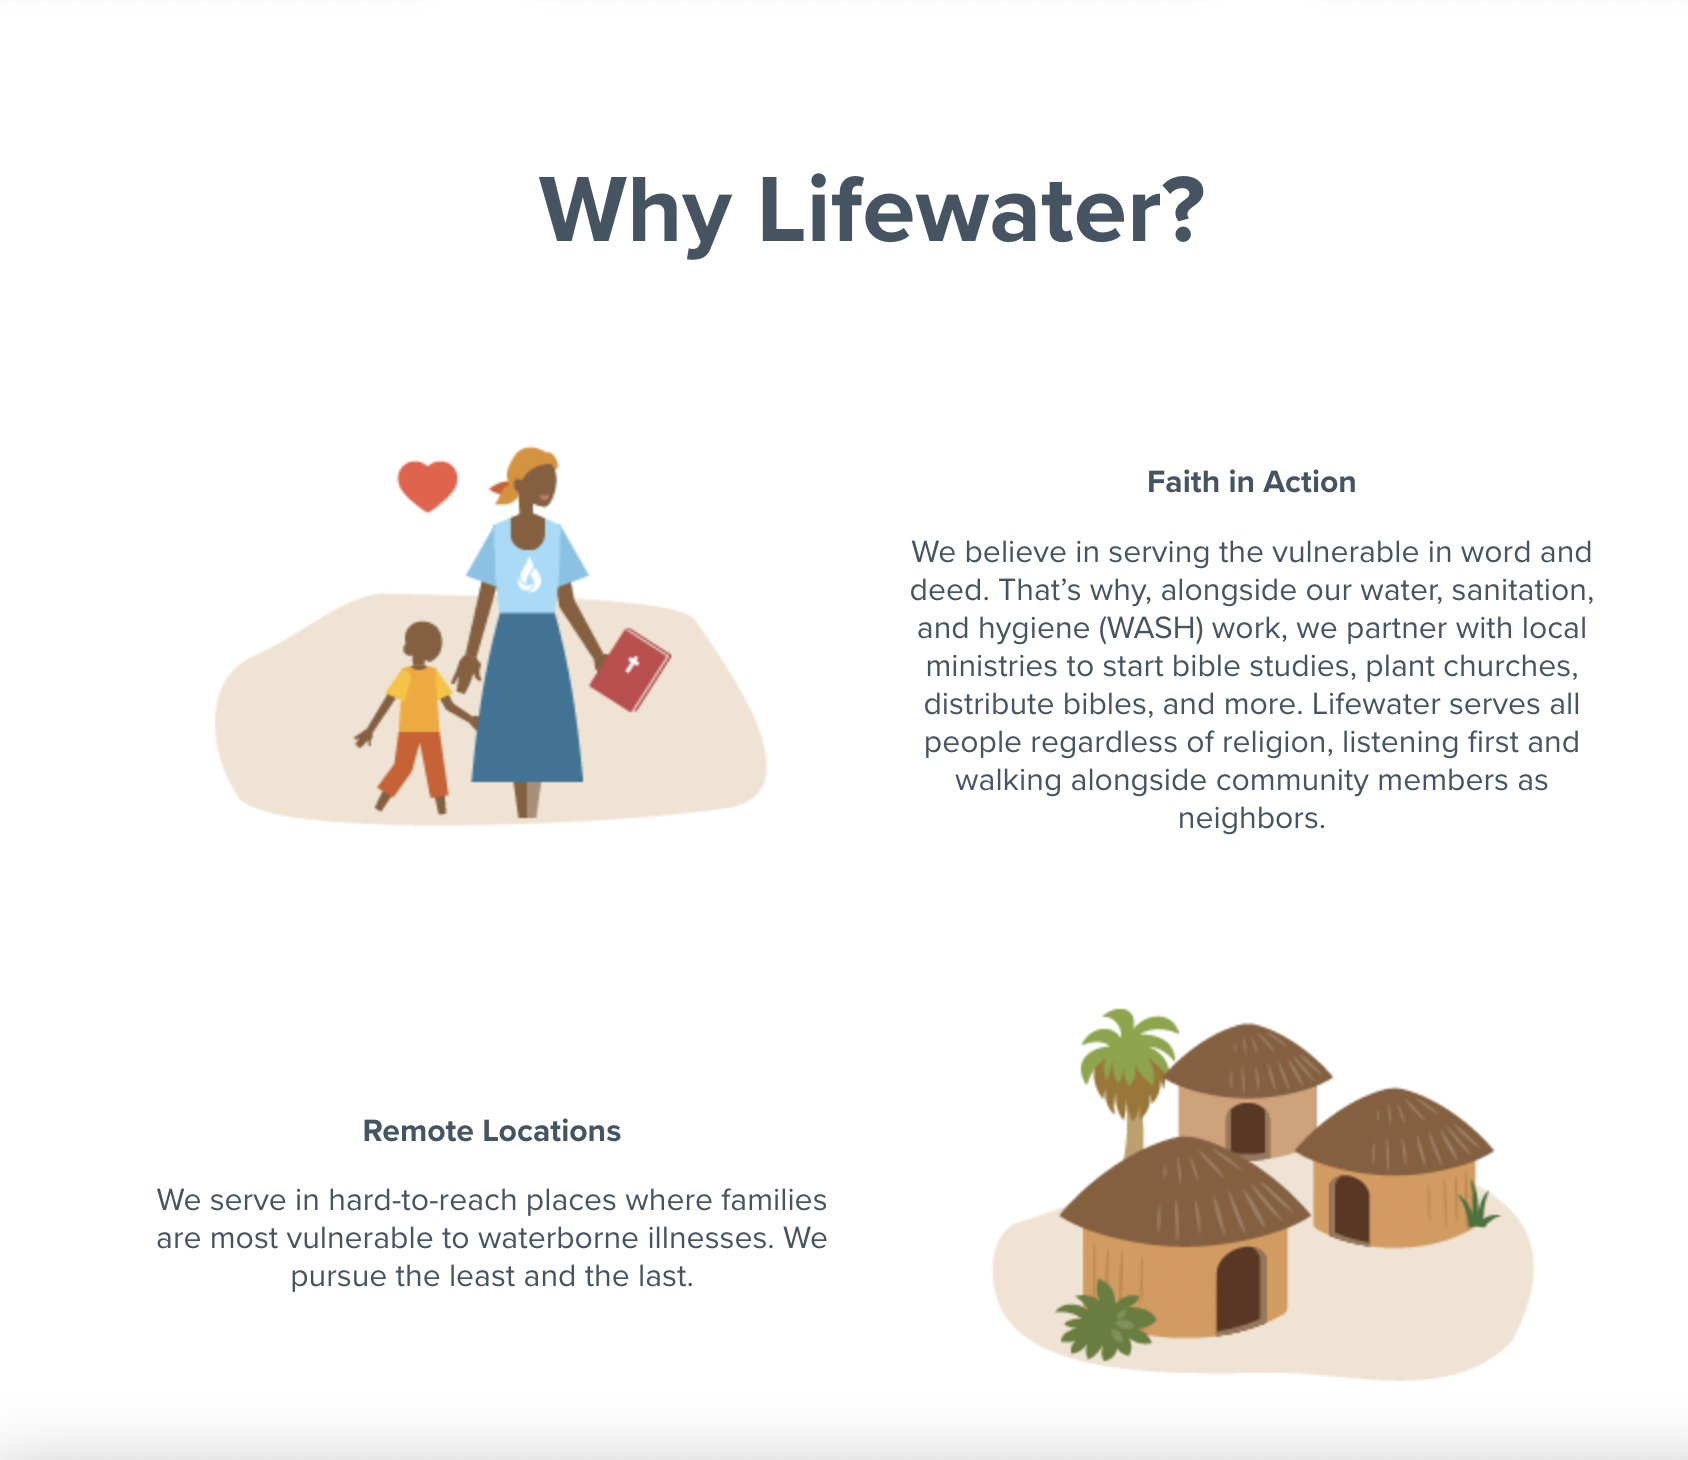 Why Lifewater?
Faith in Action
We believe in serving the vulnerable in word and
deed. That’s why, alongside our water, sanitation,
and hygiene (WASH) work, we partner with local
ministries to start bible studies, plant churches,
distribute bibles, and more. Lifewater serves all
people regardless of religion, listening first and
walking alongside community members as
neighbors.
Remote Locations
We serve in hard-to-reach places where families
are most vulnerable to waterborne illnesses. We
pursue the least and the last.